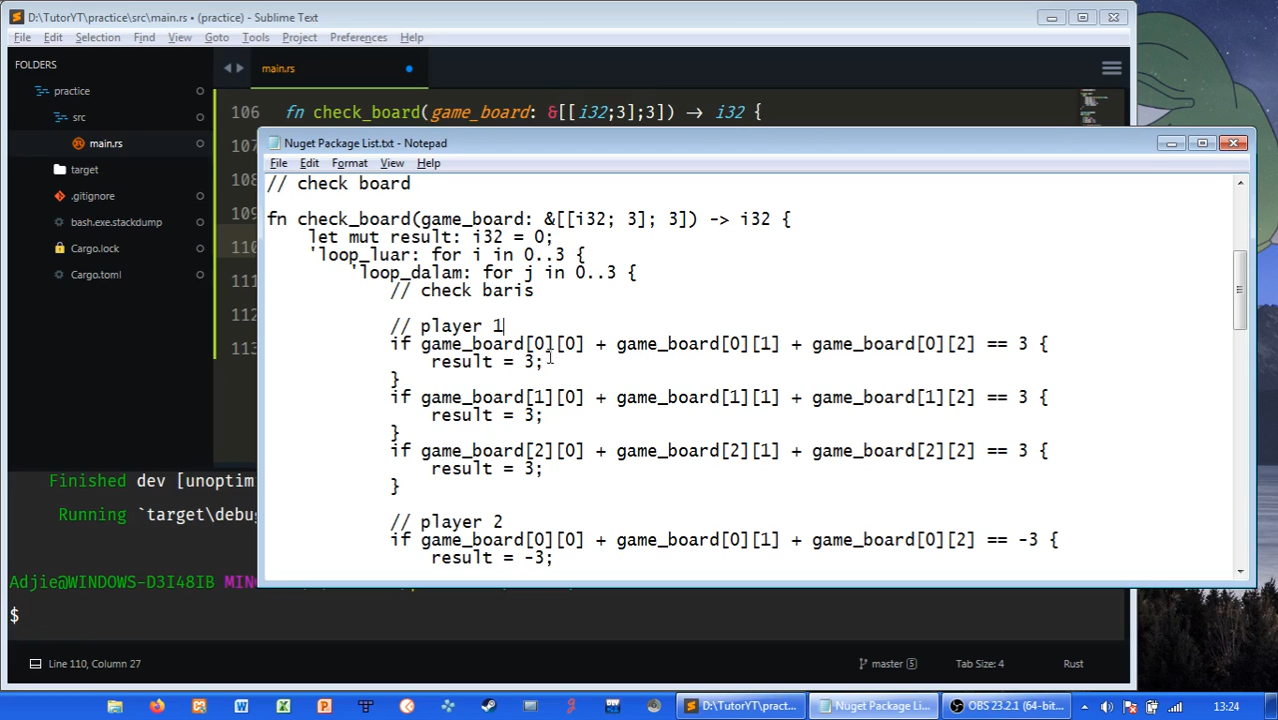 D:\TutorYT\practice\src\main.rs • (practice) - Sublime Text
File Edit Selection Find View Goto Tools Project Preferences Help
FOLDERS
practice
src
main.rs
target
.gitignore
bash.exe.stackdump
Cargo.lock
Cargo.toml
main.rs
106 fn check_board(game_board: &[[i32;3];3]) → i32 {
107
108
109
110
111
112
113
Nuget Package List.txt - Notepad
File Edit Format View Help
// check board
fn check_board(game_board: &[[i32; 3]; 3]) -> i32 {
let mut result: i32 = 0;
'loop_luar: for i in 0..3 {
'loop_dalam: for j in 0..3 {
// check baris
// player 1
if game_board[0][0] + game_board[0][1] + game_board[0][2] == 3 {
result = 3;
}
if game_board[1][0] + game_board[1][1] + game_board[1][2] == 3 {
result = 3;
}
if game_board[2][0] + game_board[2][1] + game_board[2][2] == 3 {
result = 3;
}
// player 2
if game_board[0][0] + game_board[0][1] + game_board[0][2] == -3 {
result = -3;
Finished dev [unoptim
Running `target\debu
Adjie@WINDOWS-D3I48IB
$
Line 110, Column 27
master 5
Tab Size: 4
Rust
D:\TutorYT\pract...
Nuget Package Li...
OBS 23.2.1 (64-bit...
13:24